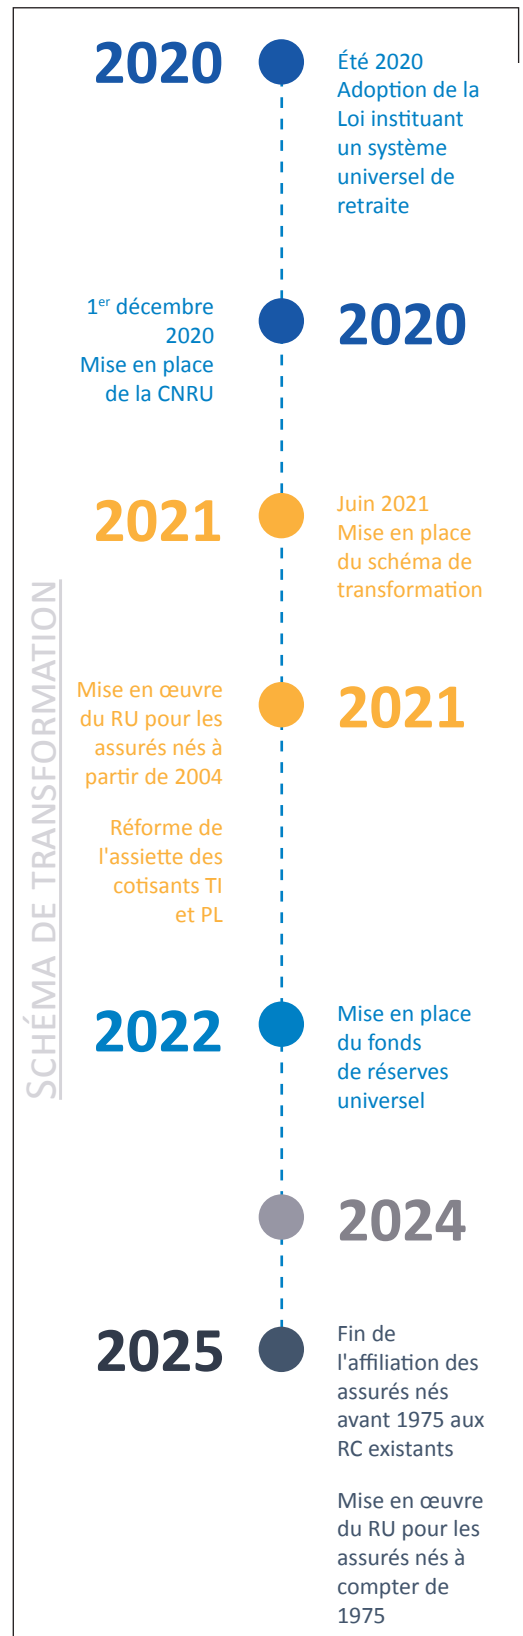 2020
Été 2020
Adoption de la
Loi instituant
un système
universel de
retraite
1er décembre
2020
Mise en place
de la CNRU
2020
2021
Juin 2021
Mise en place
du schéma de
transformation
SCHÉMA DE TRANSFORMATION
Mise en œuvre
du RU pour les
assurés nés à
partir de 2004
Réforme de
l'assiette des
cotisants TI
et PL
2021
2022
Mise en place
du fonds
de réserves
universel
2024
2025
Fin de
l'affiliation des
assurés nés
avant 1975 aux
RC existants
Mise en œuvre
du RU pour les
assurés nés à
compter de
1975